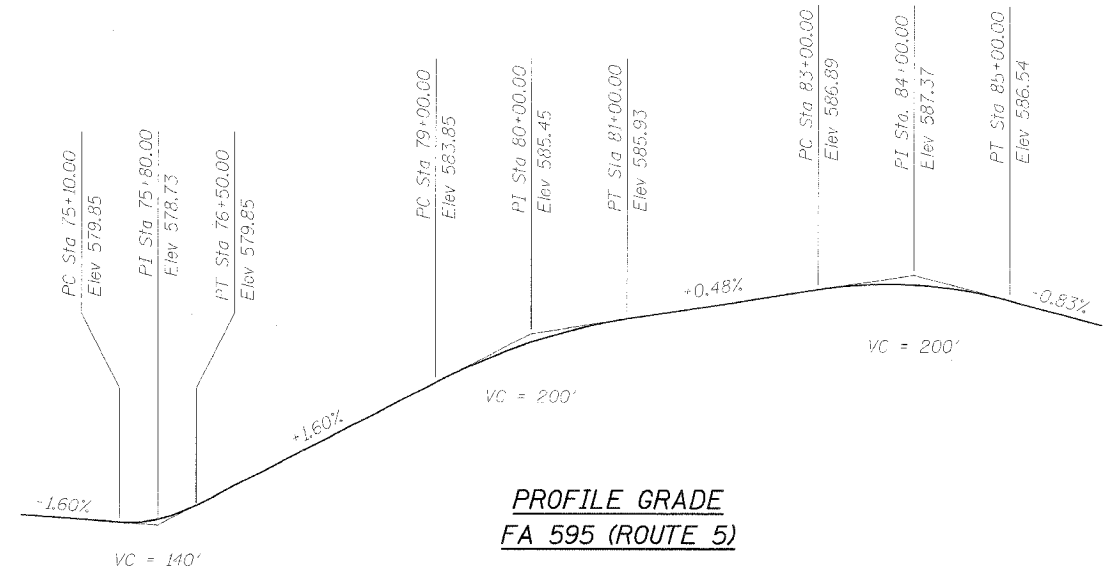 PC Sta 75+10.00
Elev 579.85
PI Sta 75+80.00
Elev 578.73
PT Sta 76+50.00
Elev 579.85
PC Sta 79+00.00
Elev 583.85
PI Sta 80+00.00
Elev 585.45
PT Sta 81+00.00
Elev 585.93
PC Sta 83+00.00
Elev 586.89
PI Sta. 84+00.00
Elev 587.37
PT Sta 85+00.00
Elev 586.54
-1.60%
+1.60%
+0.48%
-0.83%
VC = 140'
VC = 200'
VC = 200'
PROFILE GRADE
FA 595 (ROUTE 5)